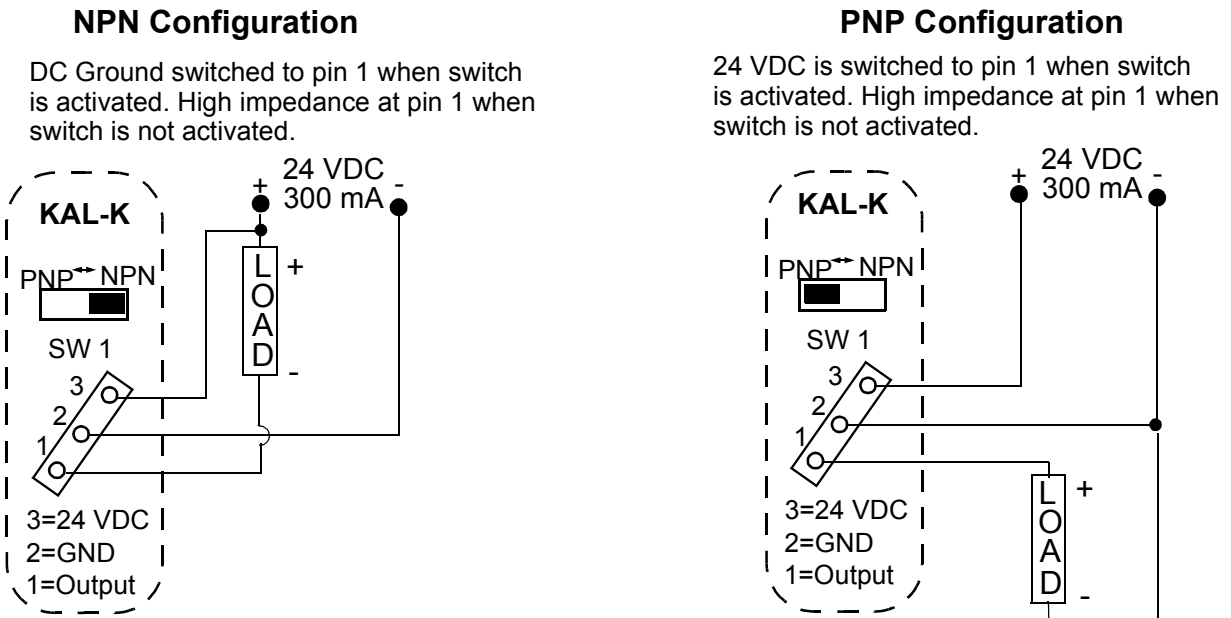 NPN Configuration
DC Ground switched to pin 1 when switch
is activated. High impedance at pin 1 when
switch is not activated.
24 VDC
+ 300 mA -
KAL-K
PNP NPN
SW 1
LOAD
+
-
3
2
1
3=24 VDC
2=GND
1=Output
PNP Configuration
24 VDC is switched to pin 1 when switch
is activated. High impedance at pin 1 when
switch is not activated.
24 VDC
+ 300 mA -
KAL-K
PNP NPN
SW 1
3
2
1
LOAD
+
-
3=24 VDC
2=GND
1=Output